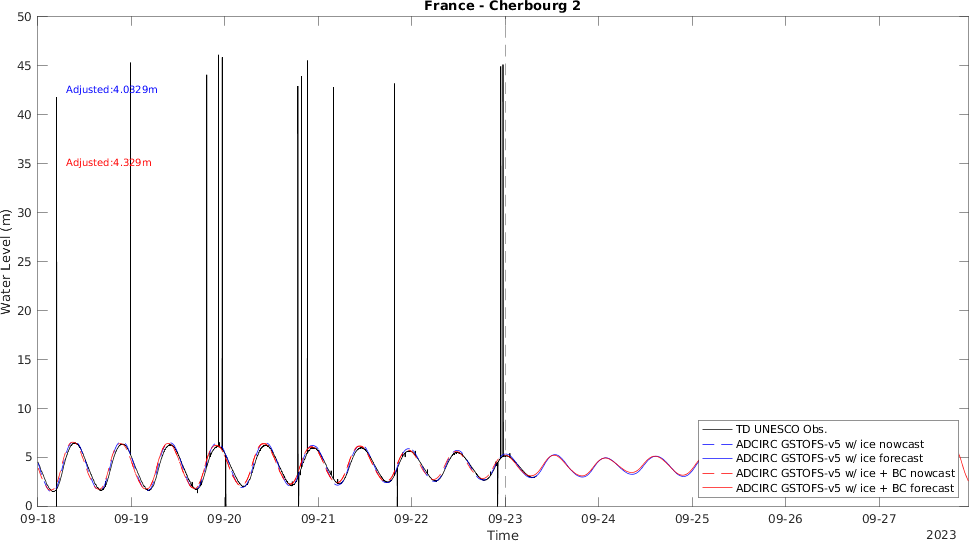 France - Cherbourg 2
50
45
40
35
30
25
20
15
10
5
0
Water Level (m)
Adjusted:4.0829m
Adjusted:4.329m
TD UNESCO Obs.
ADCIRC GSTOFS-v5 w/ ice nowcast
ADCIRC GSTOFS-v5 w/ ice forecast
ADCIRC GSTOFS-v5 w/ ice + BC nowcast
ADCIRC GSTOFS-v5 w/ ice + BC forecast
09-18 09-19 09-20 09-21 09-22 09-23 09-24 09-25 09-26 09-27
Time
2023